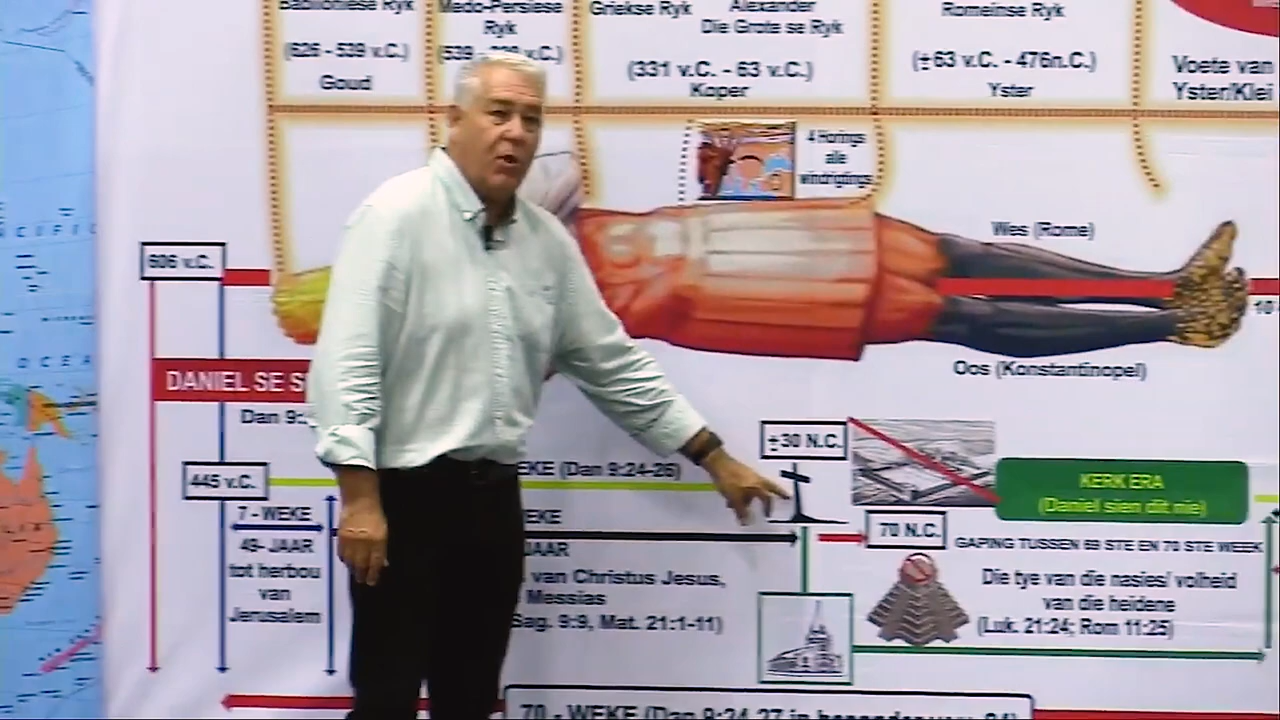 Babiloniese Ryk
(626 - 539 v.C.)
Goud
Medo-Persiese
Ryk
Griekse Ryk
Alexander
Die Grote se Ryk
(331 v.C. - 63 v.C.)
Koper
Romeinse Ryk
(±63 v.C. - 476n.C.)
Yster
Voete van
Yster/Klei
4 Horings
alle
windrigtings
Wes (Rome)
606 v.C.
10
Oos (Konstantinopel)
DANIEL SE S
Dan 9:
±30 N.C.
445 v.C.
EKE (Dan 9:24-26)
KERK ERA
(Daniel sien dit nie)
7 - WEKE
EKE
70 N.C.
49- JAAR
tot herbou
van
Jerusalem
JAAR
GAPING TUSSEN 69 STE EN 70 STE WEEK
van Christus Jesus,
Messias
Sag. 9:9, Mat. 21:1-11)
Die tye van die nasies/ volheid
van die heidene
(Luk. 21:24; Rom 11:25)
70 - WEKE (Dan 9:24-27 in
OCEA